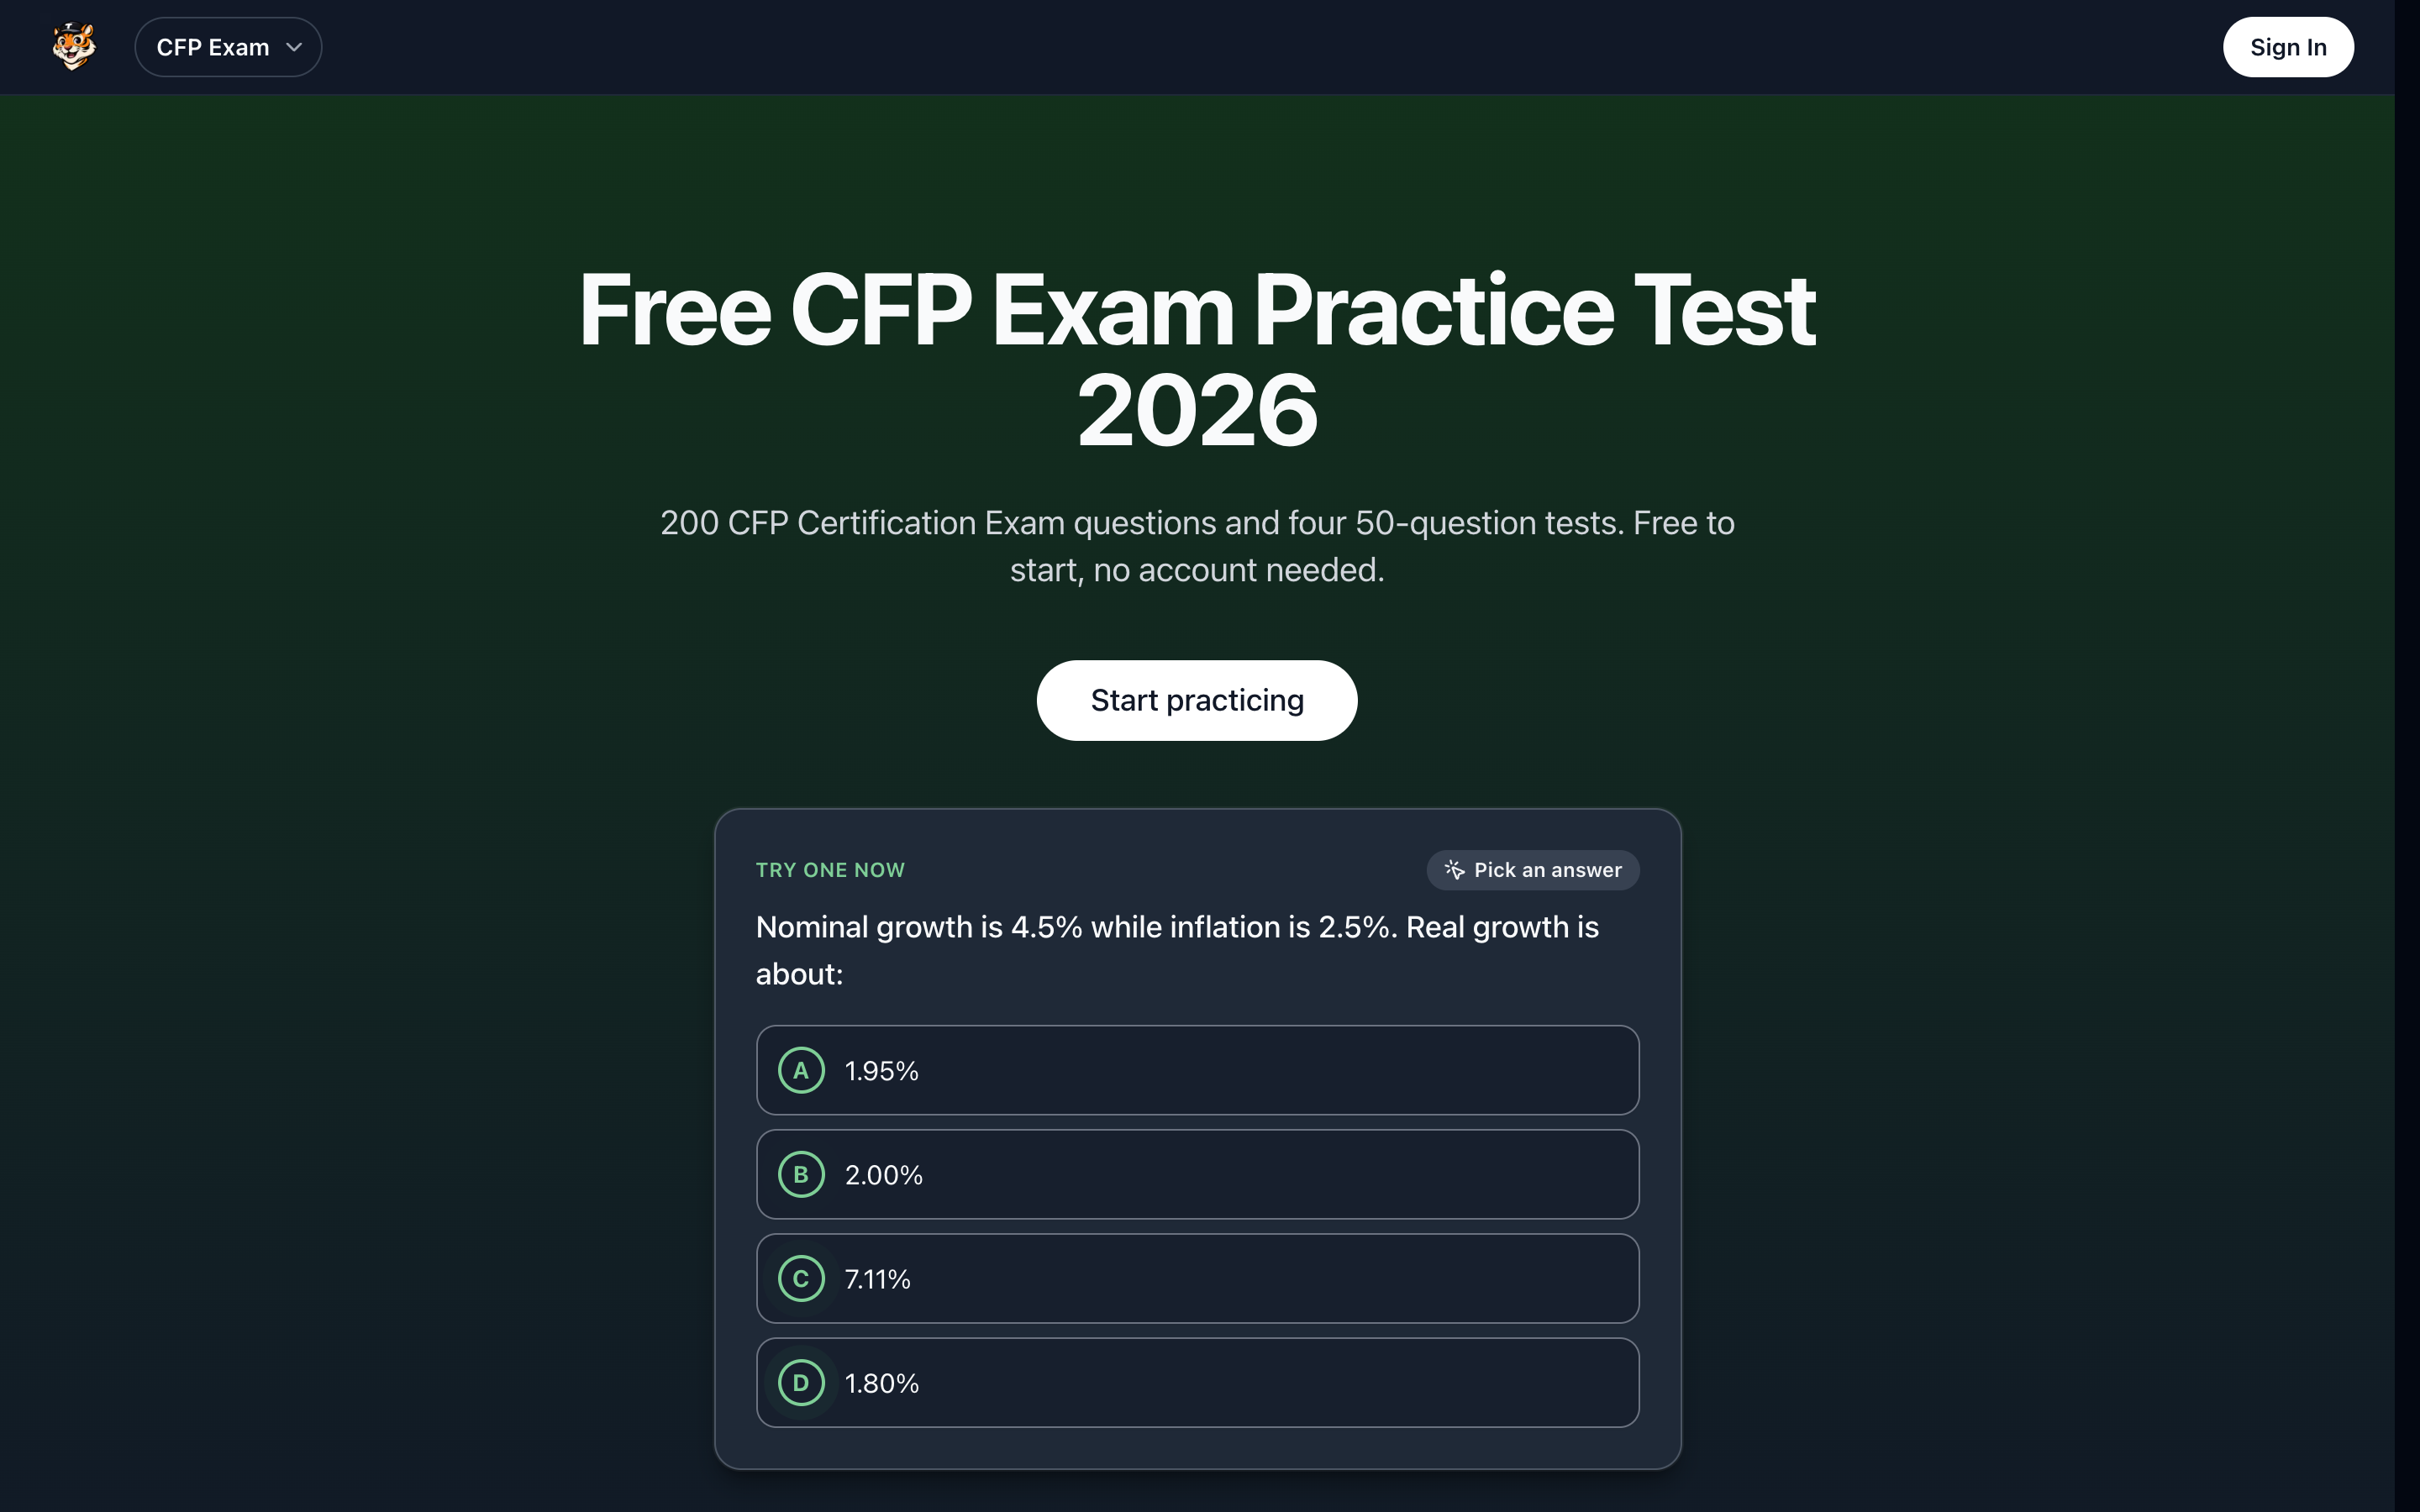 CFP Exam
Sign In
Free CFP Exam Practice Test
2026
200 CFP Certification Exam questions and four 50-question tests. Free to
start, no account needed.
Start practicing
TRY ONE NOW
Pick an answer
Nominal growth is 4.5% while inflation is 2.5%. Real growth is
about:
A 1.95%
B 2.00%
C 7.11%
D 1.80%